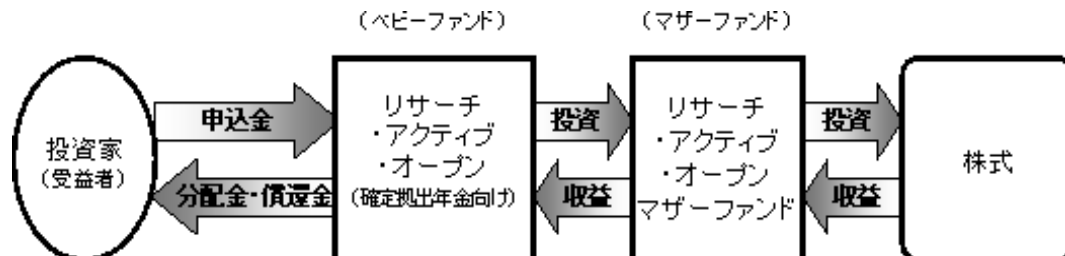 （ベビーファンド）
（マザーファンド）
投資家
（受益者）
申込金
分配金・償還金
リサーチ
・アクティブ
・オープン
（確定拠出年金向け）
投資
収益
リサーチ
・アクティブ
・オープン
マザーファンド
投資
収益
株式